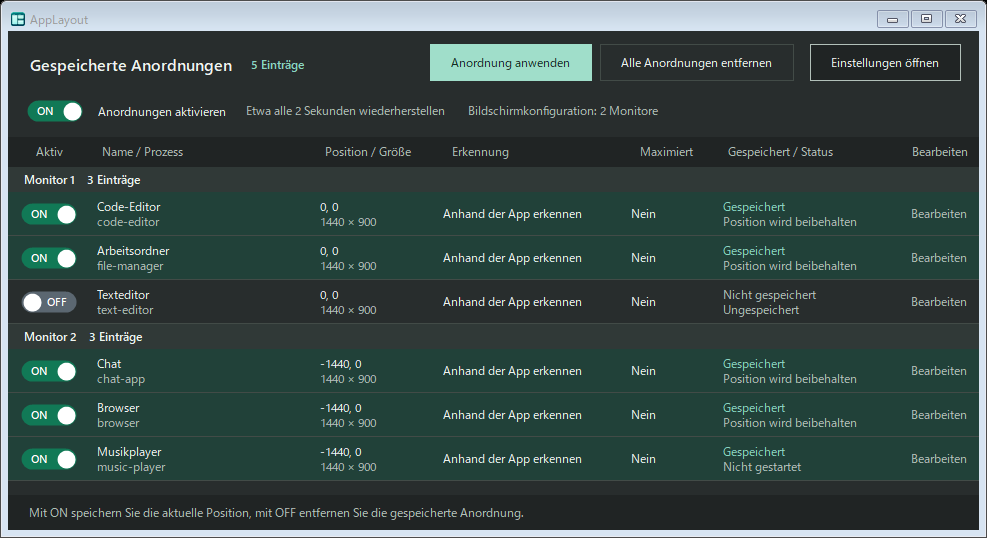 AppLayout
Gespeicherte Anordnungen 5 Einträge Anordnung anwenden Alle Anordnungen entfernen Einstellungen öffnen
ON Anordnungen aktivieren Etwa alle 2 Sekunden wiederherstellen Bildschirmkonfiguration: 2 Monitore
Aktiv Name / Prozess Position / Größe Erkennung Maximiert Gespeichert / Status Bearbeiten
Monitor 1 3 Einträge
Code-Editor 0, 0 Gespeichert
ON Anhand der App erkennen Nein Bearbeiten
code-editor 1440 × 900 Position wird beibehalten
Arbeitsordner 0, 0 Gespeichert
ON Anhand der App erkennen Nein Bearbeiten
file-manager 1440 × 900 Position wird beibehalten
Texteditor 0, 0 Nicht gespeichert
OFF Anhand der App erkennen Nein Bearbeiten
text-editor 1440 × 900 Ungespeichert
Monitor 2 3 Einträge
Chat -1440, 0 Gespeichert
ON Anhand der App erkennen Nein Bearbeiten
chat-app 1440 × 900 Position wird beibehalten
Browser -1440, 0 Gespeichert
ON Anhand der App erkennen Nein Bearbeiten
browser 1440 × 900 Position wird beibehalten
Musikplayer -1440, 0 Gespeichert
ON Anhand der App erkennen Nein Bearbeiten
music-player 1440 × 900 Nicht gestartet
Mit ON speichern Sie die aktuelle Position, mit OFF entfernen Sie die gespeicherte Anordnung.